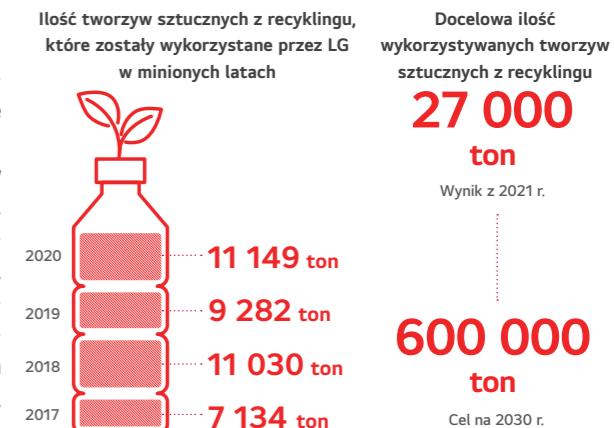 Ilość tworzyw sztucznych z recyklingu,
które zostały wykorzystane przez LG
w minionych latach
2020 11 149 ton
2019 9 282 ton
2018 11 030 ton
2017 7 134 ton
Docelowa ilość
wykorzystywanych tworzyw
sztucznych z recyklingu
27 000
ton
Wynik z 2021 r.
600 000
ton
Cel na 2030 r.